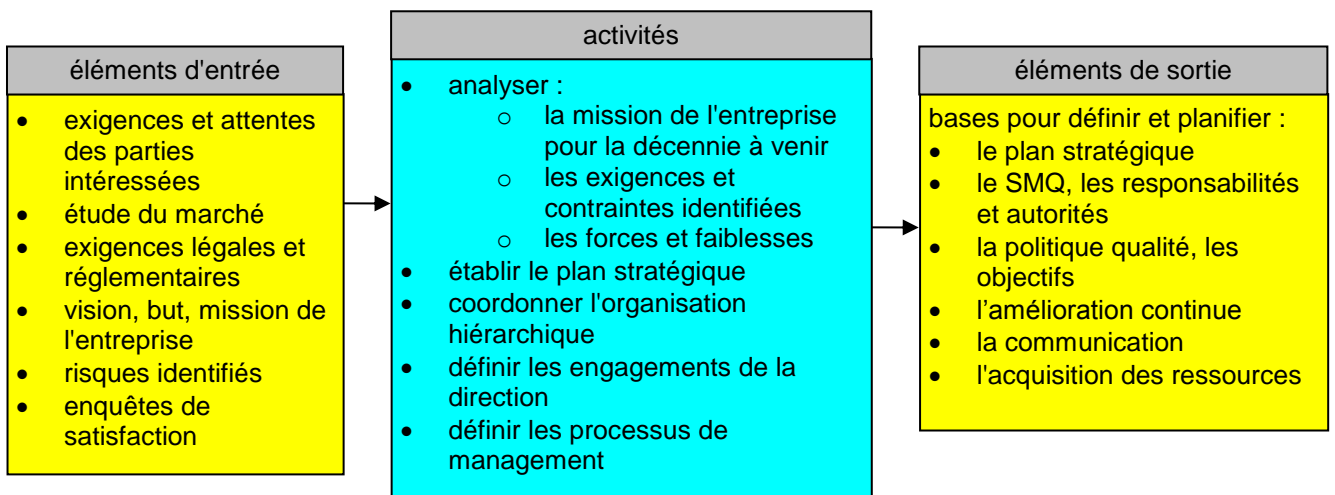 éléments d'entrée
• exigences et attentes
des parties
intéressées
• étude du marché
• exigences légales et
réglementaires
• vision, but, mission de
l'entreprise
• risques identifiés
• enquêtes de
satisfaction
activités
• analyser :
o la mission de l'entreprise
pour la décennie à venir
o les exigences et
contraintes identifiées
o les forces et faiblesses
• établir le plan stratégique
• coordonner l'organisation
hiérarchique
• définir les engagements de la
direction
• définir les processus de
management
éléments de sortie
bases pour définir et planifier :
• le plan stratégique
• le SMQ, les responsabilités
et autorités
• la politique qualité, les
objectifs
• l’amélioration continue
• la communication
• l'acquisition des ressources